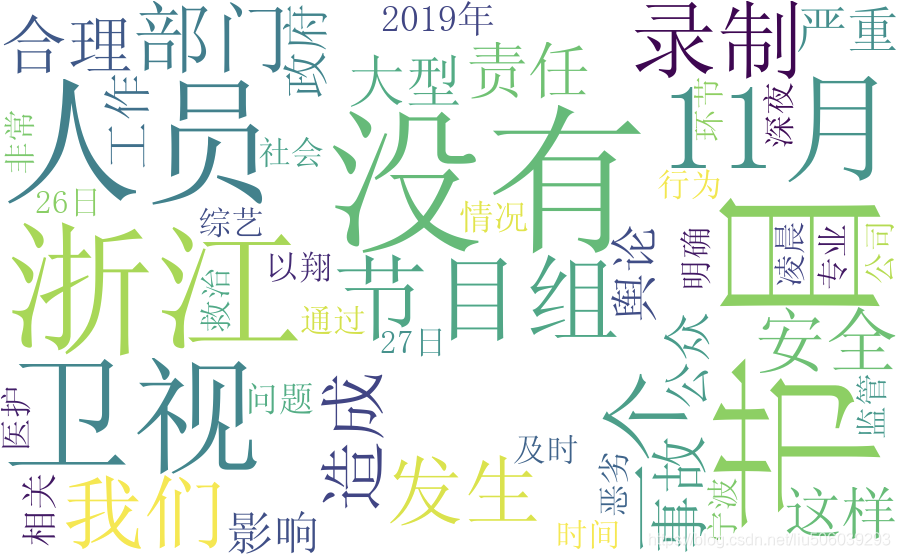 合理
部门
政府
2019年
录制
严重
人员
工作
非常
社会
大型
责任
没有
11月
环节
深夜
26日
综艺
情况
行为
浙江
以翔
救治
通过
节目组
27日
舆论
明确
节目
凌晨
专业
公司
安全
卫视
问题
医护
造成
公众
个
监管
相关
我们
影响
发生
及时
时间
恶劣
事故
宁波
这样
https://blog.csdn.net/liu506039293